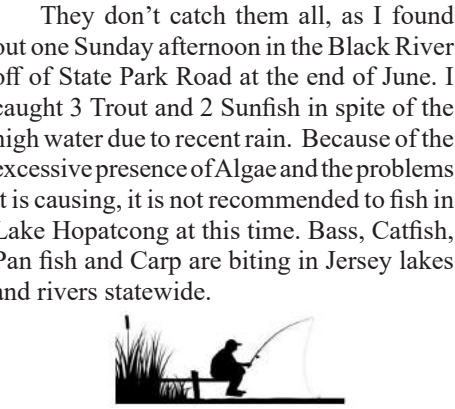 They don’t catch them all, as I found
out one Sunday afternoon in the Black River
off of State Park Road at the end of June. I
caught 3 Trout and 2 Sunfish in spite of the
high water due to recent rain. Because of the
excessive presence of Algae and the problems
t is causing, it is not recommended to fish in
Lake Hopatcong at this time. Bass, Catfish,
Pan fish and Carp are biting in Jersey lakes
and rivers statewide.